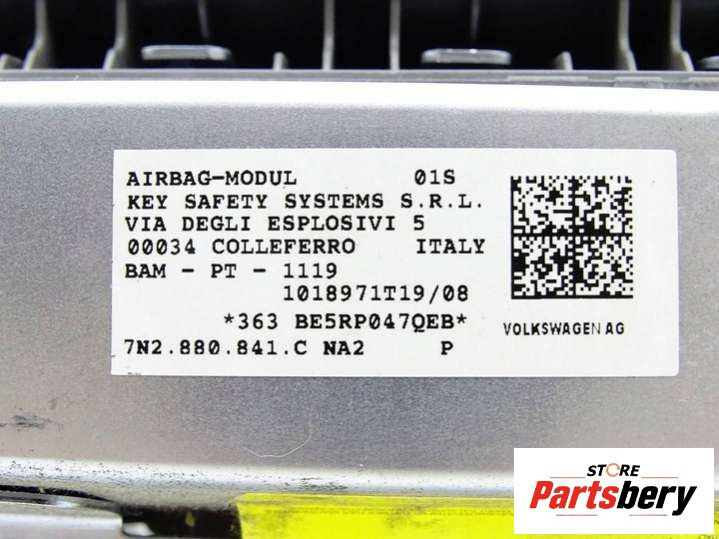 AIRBAG-MODUL 01S
KEY SAFETY SYSTEMS S.R.L.
VIA DEGLI ESPLOSIVI 5
00034 COLLEFERRO ITALY
BAM - PT - 1119
1018971T19/08
*363 BE5RP047QEB*
7N2.880.841.C NA2 P
VOLKSWAGEN AG
STORE
Partsbery